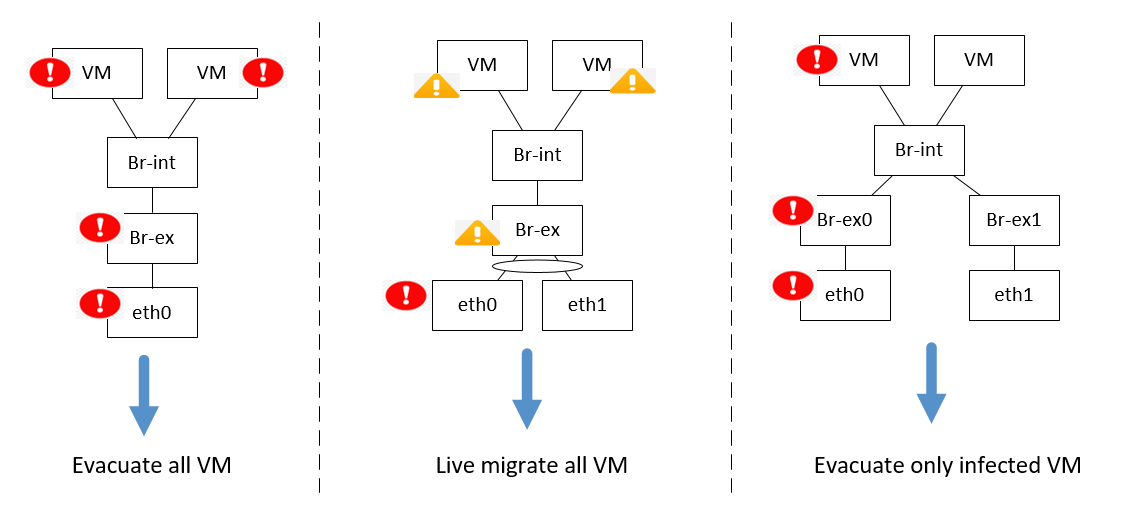 VM
VM
Br-int
Br-ex
eth0
Evacuate all VM
VM
VM
Br-int
Br-ex
eth0
eth1
Live migrate all VM
VM
VM
Br-int
Br-ex0
Br-ex1
eth0
eth1
Evacuate only infected VM